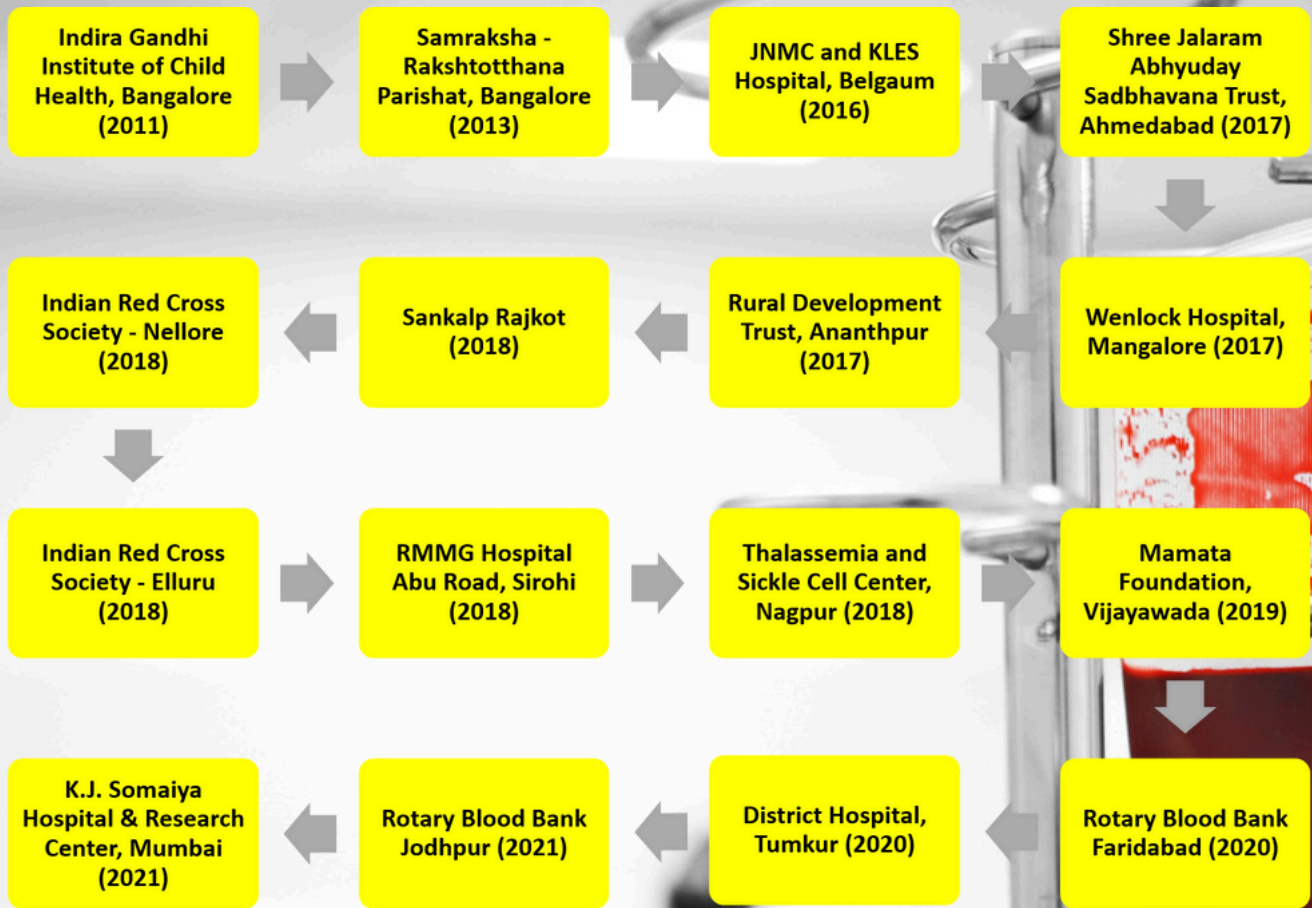 Indira Gandhi
Institute of Child
Health, Bangalore
(2011)
Samraksha -
Rakshtotthana
Parishat, Bangalore
(2013)
JNMC and KLES
Hospital, Belgaum
(2016)
Shree Jalaram
Abhyuday
Sadbhavana Trust,
Ahmedabad (2017)
Wenlock Hospital,
Mangalore (2017)
Rural Development
Trust, Ananthpur
(2017)
Sankalp Rajkot
(2018)
Indian Red Cross
Society - Nellore
(2018)
Indian Red Cross
Society - Elluru
(2018)
RMMG Hospital
Abu Road, Sirohi
(2018)
Thalassemia and
Sickle Cell Center,
Nagpur (2018)
Mamata
Foundation,
Vijayawada (2019)
Rotary Blood Bank
Faridabad (2020)
District Hospital,
Tumkur (2020)
Rotary Blood Bank
Jodhpur (2021)
K.J. Somaiya
Hospital & Research
Center, Mumbai
(2021)